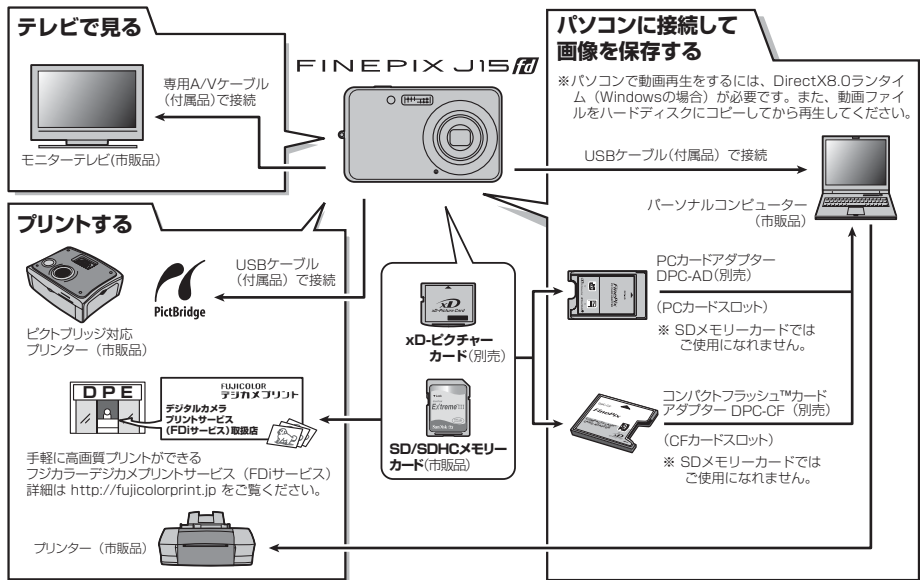 テレビで見る
専用A/Vケーブル
(付属品)で接続
モニターテレビ(市販品)
FINEPIX J15fd
パソコンに接続して
画像を保存する
※パソコンで動画再生をするには、DirectX8.0ランタイ
ム(Windowsの場合)が必要です。また、動画ファイ
ルをハードディスクにコピーしてから再生してください。
USBケーブル(付属品)で接続
パーソナルコンピューター
(市販品)
プリントする
USBケーブル
(付属品)で接続
PictBridge
ピクトブリッジ対応
プリンター(市販品)
DPE
FUJICOLOR
デジカメプリント
デジタルカメラ
プリントサービス
(FDiサービス)取扱店
手軽に高画質プリントができる
フジカラーデジカメプリントサービス(FDiサービス)
詳細は http://fujicolorprint.jp をご覧ください。
プリンター(市販品)
xD
xD-Picture Card
xD-ピクチャー
カード(別売)
Extreme III
SanDisk
SD/SDHCメモリー
カード(市販品)
PCカードアダプター
DPC-AD(別売)
FinePix
(PCカードスロット)
※ SDメモリーカードでは
ご使用になれません。
コンパクトフラッシュ™カード
アダプター DPC-CF(別売)
FinePix
(CFカードスロット)
※ SDメモリーカードでは
ご使用になれません。